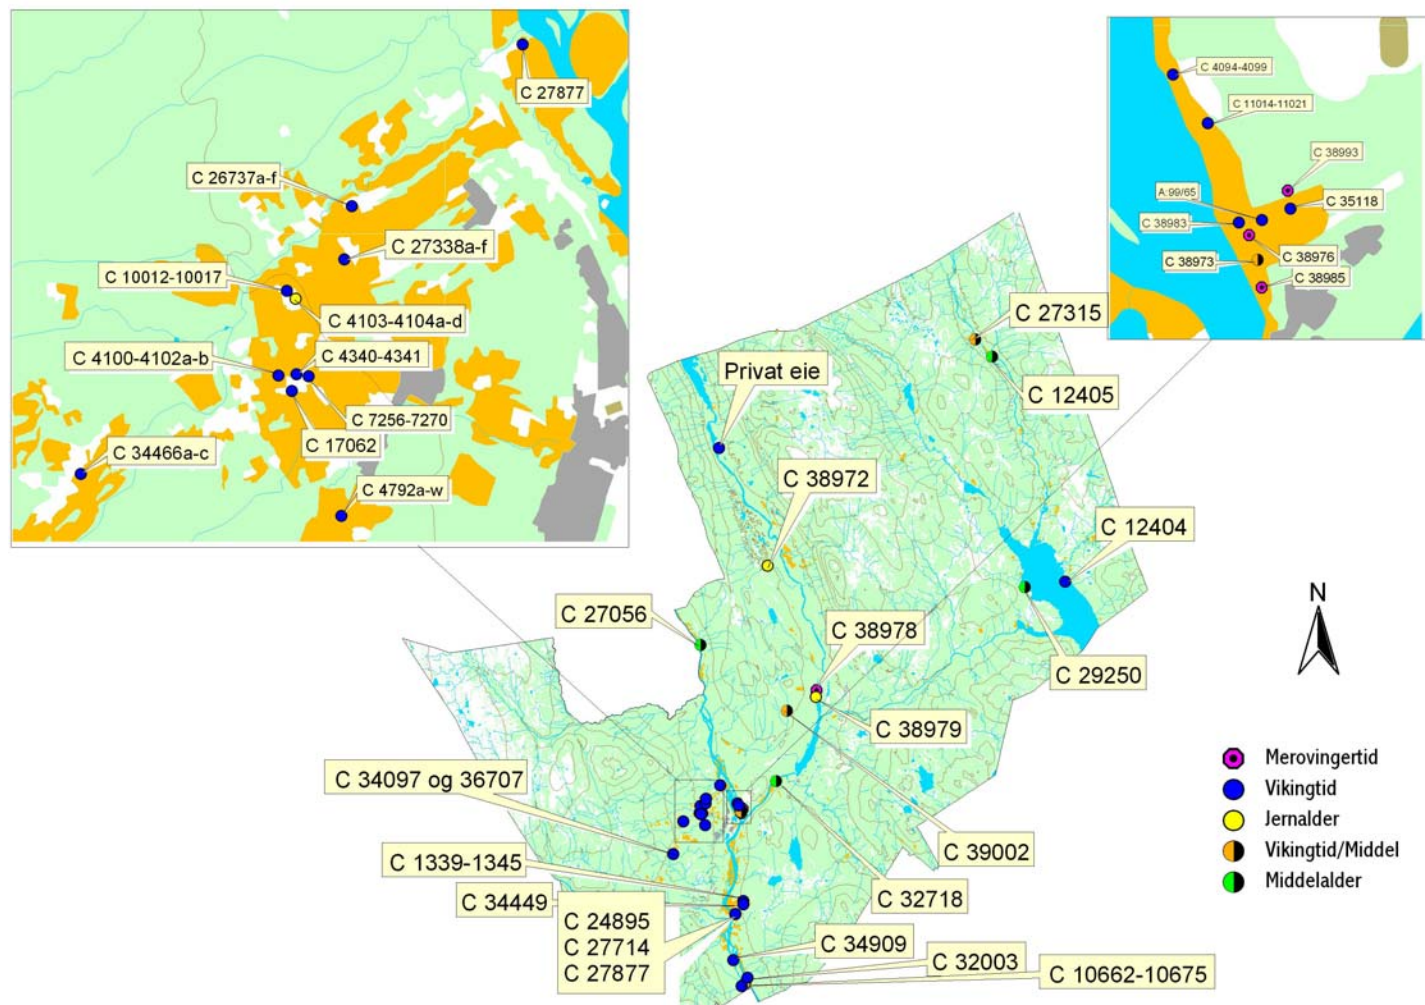 C 27877
C 26737a-f
C 27338a-f
C 10012-10017
C 4103-4104a-d
C 4100-4102a-b
C 4340-4341
C 7256-7270
C 17062
C 34466a-c
C 4792a-w
C 4094-4099
C 11014-11021
C 38993
A:99/65
C 35118
C 38983
C 38976
C 38973
C 38985
C 27315
Privat eie
C 12405
C 38972
C 12404
C 27056
C 38978
C 29250
C 38979
C 34097 og 36707
C 39002
C 1339-1345
C 32718
C 34449
C 24895
C 27714
C 27877
C 34909
C 32003
C 10662-10675
N
Merovingertid
Vikingtid
Jernalder
Vikingtid/Middel
Middelalder